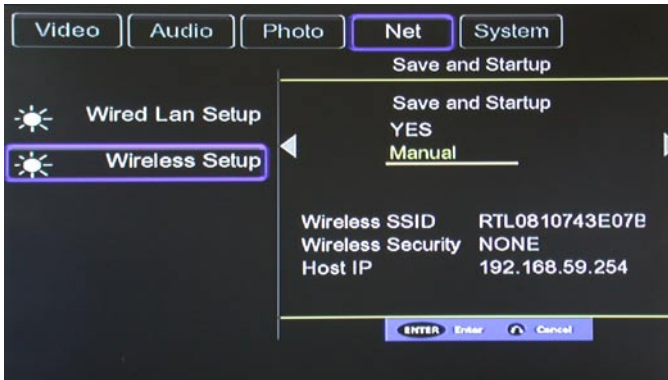 Video Audio Photo Net System
Save and Startup
Wired Lan Setup
Wireless Setup
Save and Startup
YES
Manual
Wireless SSID RTL0810743E07B
Wireless Security NONE
Host IP 192.168.59.254
ENTER Enter Cancel